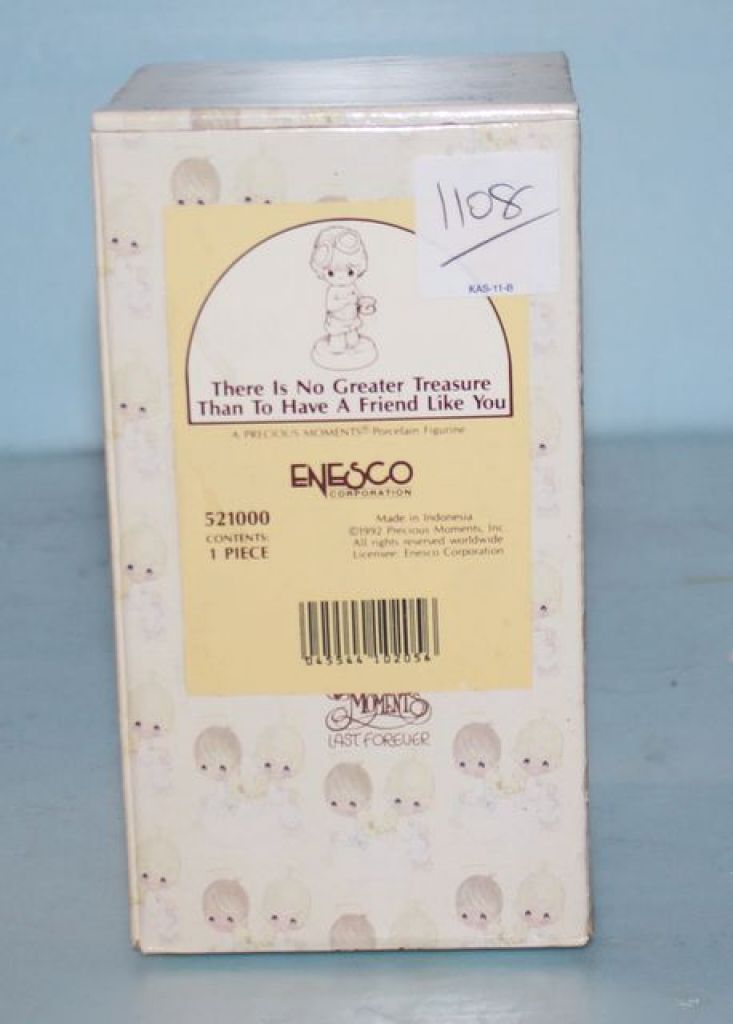 1108
KAS-11-B
There Is No Greater Treasure
Than To Have A Friend Like You
A PRECIOUS MOMENTS® Porcelain Figurine
ENESCO
CORPORATION
521000
CONTENTS:
1 PIECE
Made in Indonesia
©1992 Precious Moments, Inc.
All rights reserved worldwide
Licensee: Enesco Corporation
045544 102056
MOMENTS
LAST FOREVER